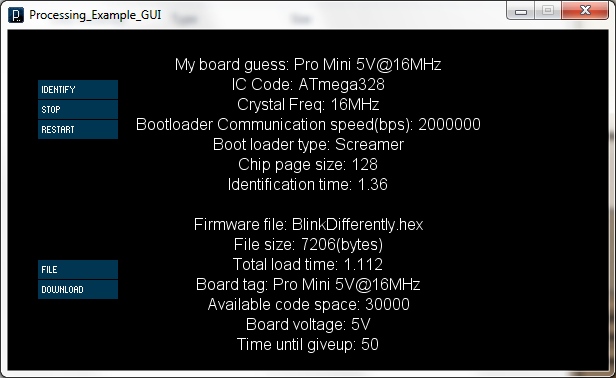 Processing_Example_GUI
My board guess: Pro Mini 5V@16MHz
IDENTIFY
IC Code: ATmega328
STOP
Crystal Freq: 16MHz
RESTART
Bootloader Communication speed(bps): 2000000
Boot loader type: Screamer
Chip page size: 128
Identification time: 1.36
Firmware file: BlinkDifferently.hex
File size: 7206(bytes)
FILE
Total load time: 1.112
DOWNLOAD
Board tag: Pro Mini 5V@16MHz
Available code space: 30000
Board voltage: 5V
Time until giveup: 50